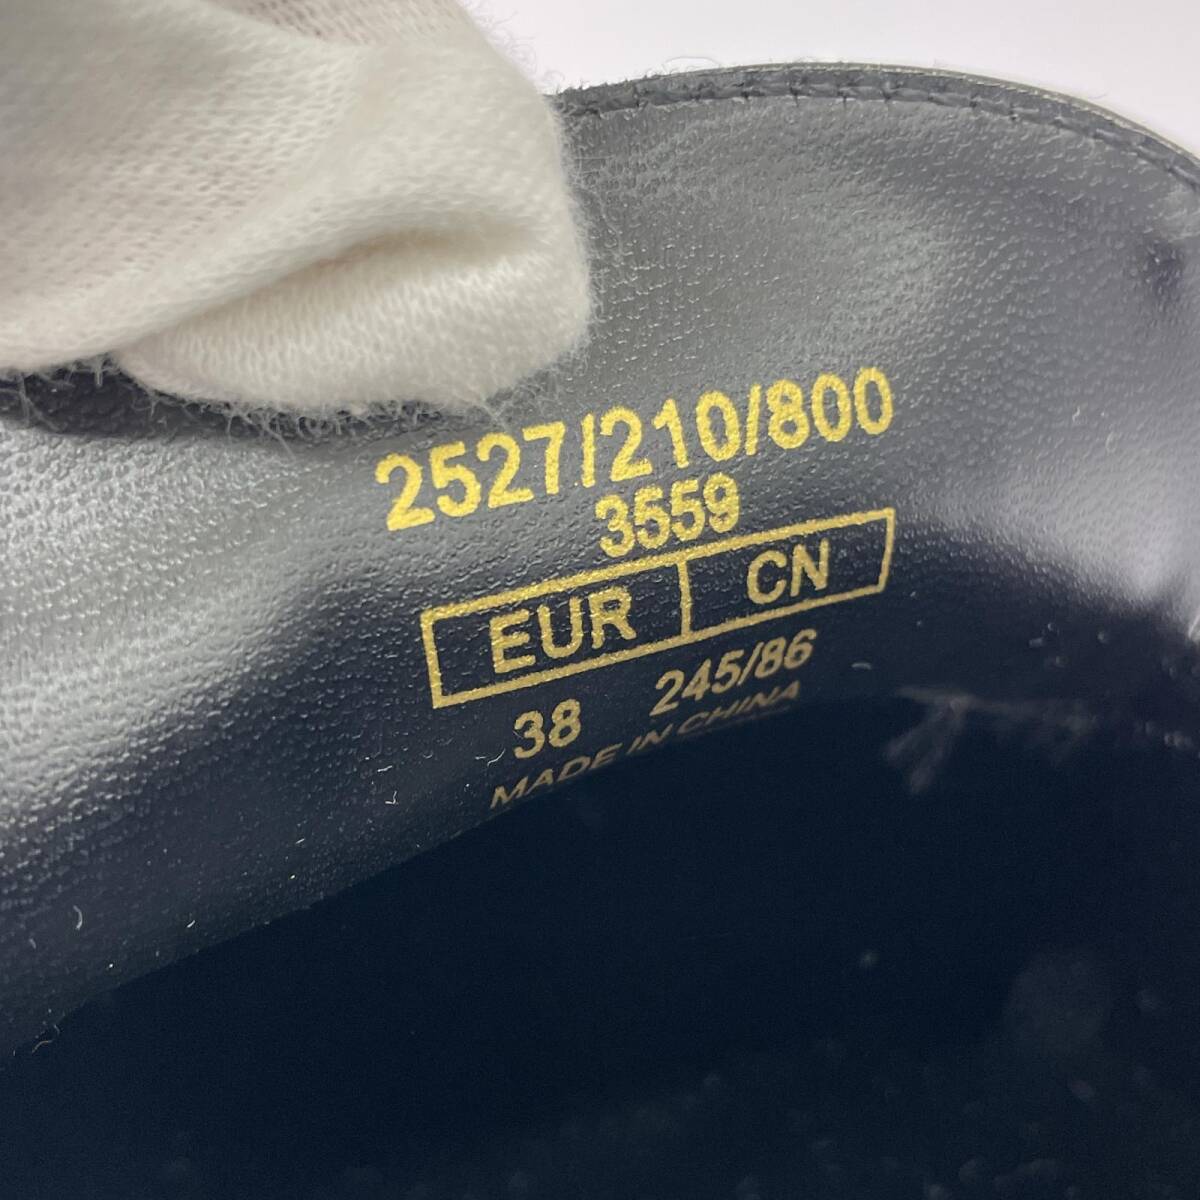 2527/210/800
3559
EUR CN
38 245/86
MADE IN CHINA